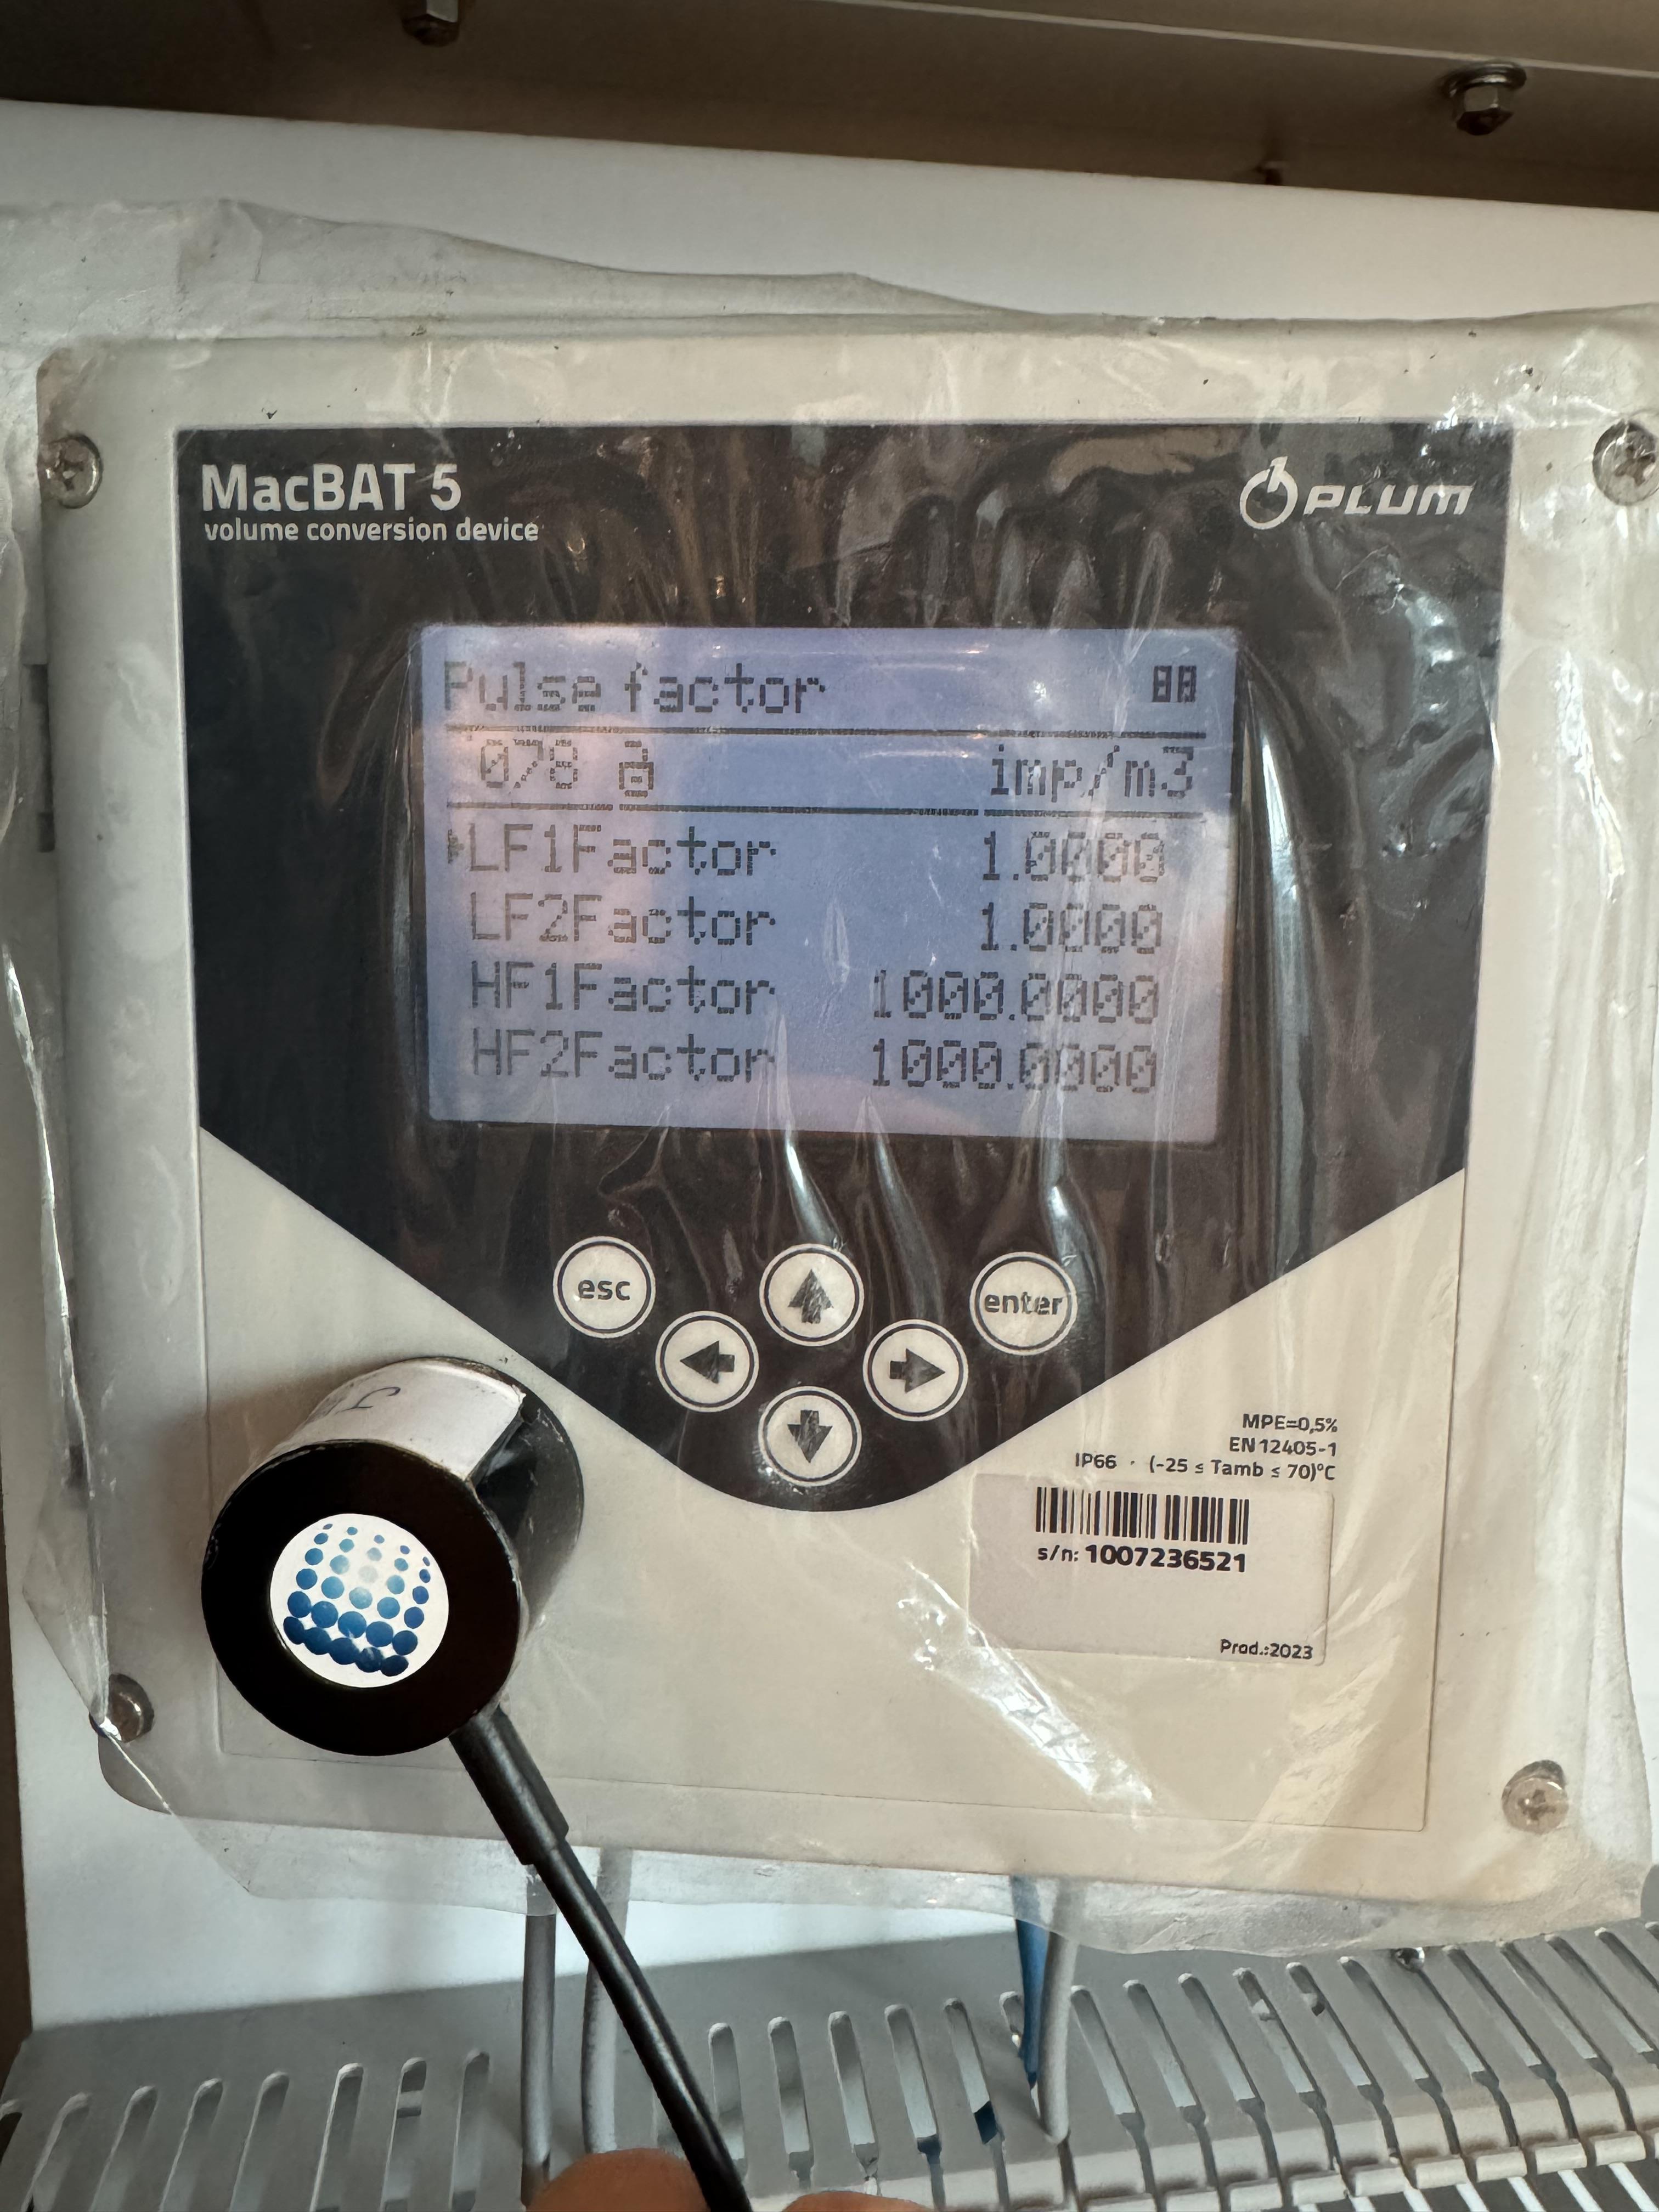 MacBAT 5
volume conversion device
PLUM
Pulse factor
078 imp/m3
LF1Factor 1.0000
LF2Factor 1.0000
HF1Factor 1000.0000
HF2Factor 1000.0000
esc
enter
MPE=0,5%
EN 12405-1
IP66 · (-25 ≤ Tamb ≤ 70)°C
s/n: 1007236521
Prod.:2023